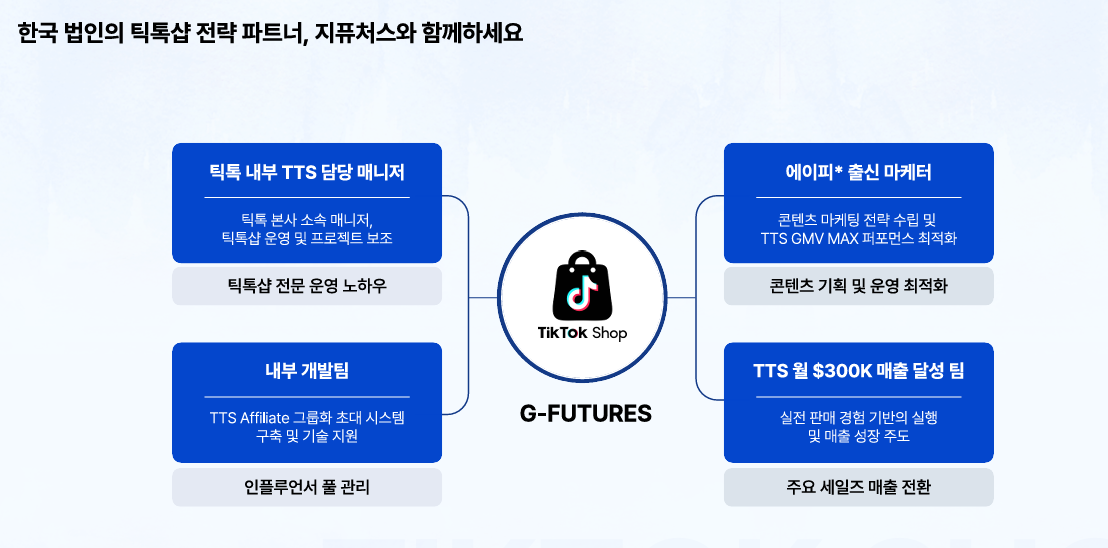 한국 법인의 틱톡샵 전략 파트너, 지퓨처스와 함께하세요
틱톡 내부 TTS 담당 매니저
틱톡 본사 소속 매니저,
틱톡샵 운영 및 프로젝트 보조
틱톡샵 전문 운영 노하우
내부 개발팀
TTS Affiliate 그룹화 초대 시스템
구축 및 기술 지원
인플루언서 풀 관리
TikTok Shop
G-FUTURES
에이피* 출신 마케터
콘텐츠 마케팅 전략 수립 및
TTS GMV MAX 퍼포먼스 최적화
콘텐츠 기획 및 운영 최적화
TTS 월 $300K 매출 달성 팀
실전 판매 경험 기반의 실행
및 매출 성장 주도
주요 세일즈 매출 전환